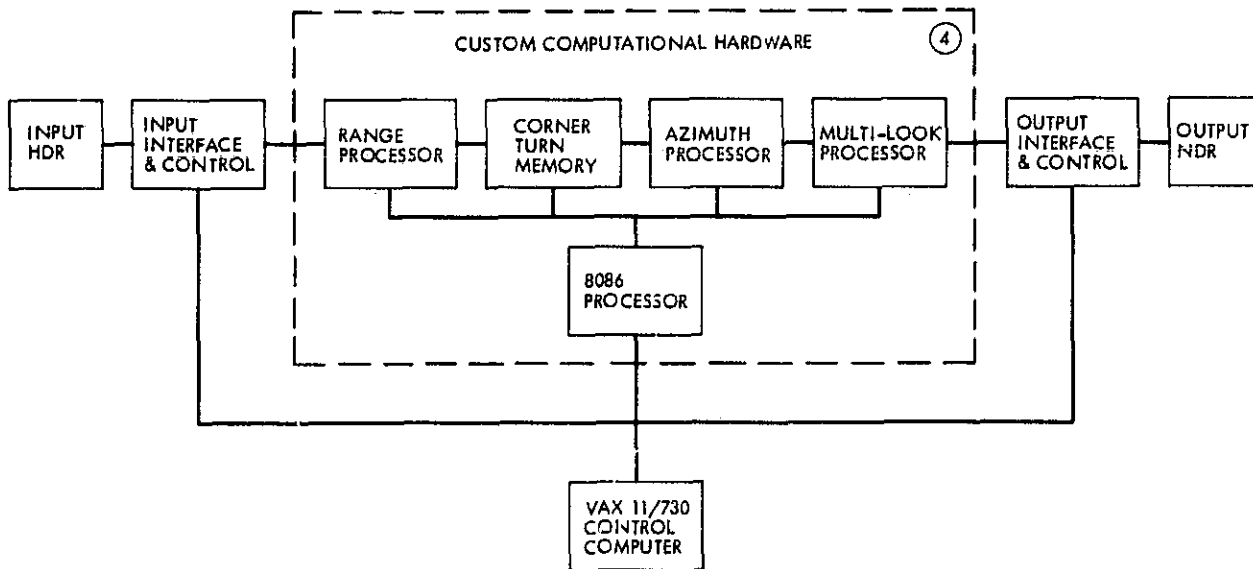 CUSTOM COMPUTATIONAL HARDWARE
4
INPUT
HDR
INPUT
INTERFACE
& CONTROL
RANGE
PROCESSOR
CORNER
TURN
MEMORY
AZIMUTH
PROCESSOR
MULTI-LOOK
PROCESSOR
OUTPUT
INTERFACE
& CONTROL
OUTPUT
HDR
8086
PROCESSOR
VAX 11/730
CONTROL
COMPUTER